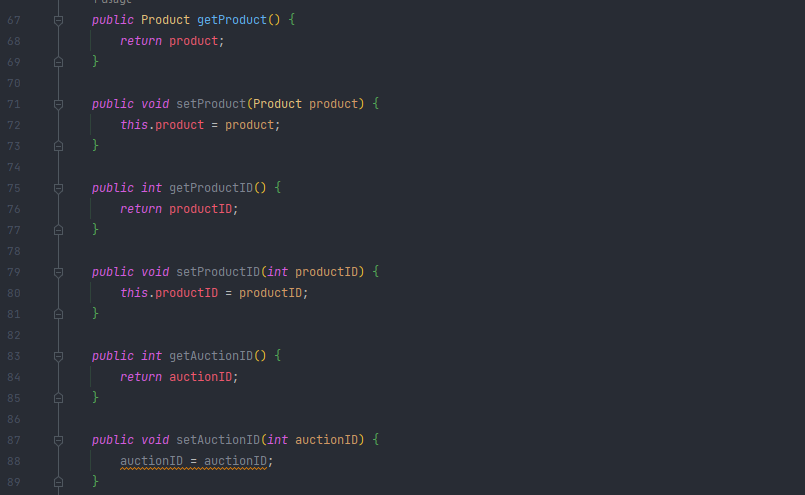 67 public Product getProduct() {
68 return product;
69 }
70
71 public void setProduct(Product product) {
72 this.product = product;
73 }
74
75 public int getProductID() {
76 return productID;
77 }
78
79 public void setProductID(int productID) {
80 this.productID = productID;
81 }
82
83 public int getAuctionID() {
84 return auctionID;
85 }
86
87 public void setAuctionID(int auctionID) {
88 auctionID = auctionID;
89 }